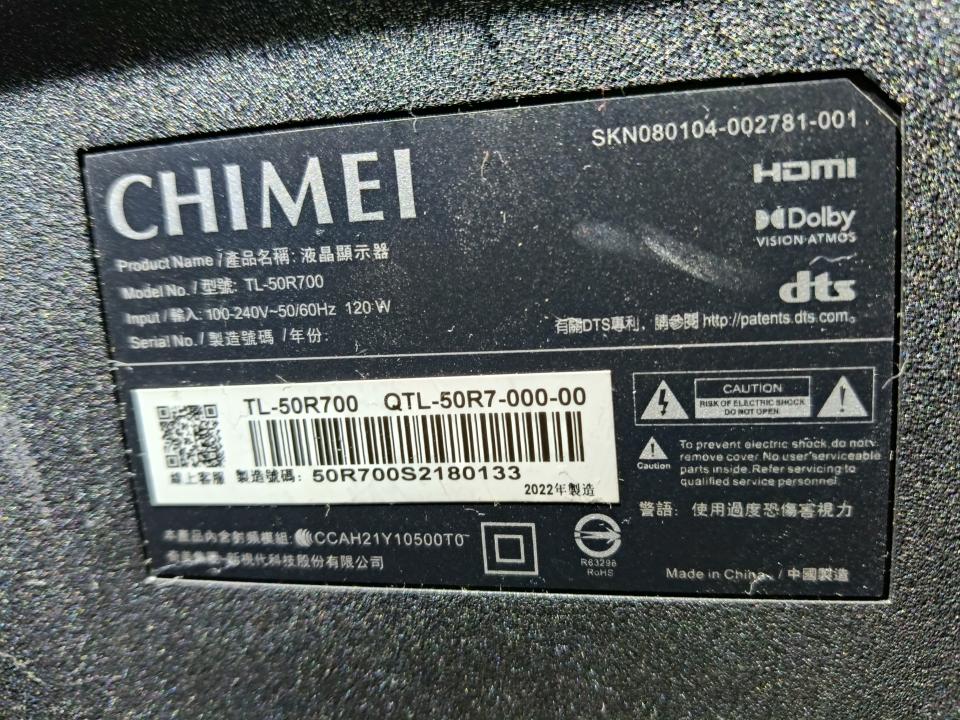 SKN080104-002781-001
CHIMEI
HDMI
Dolby
VISION·ATMOS
Product Name / 產品名稱: 液晶顯示器
Model No. / 型號: TL-50R700
dts
Input / 輸入: 100-240V~50/60Hz 120 W
有關DTS專利，請參閱 http://patents.dts.com。
Serial No. / 製造號碼 / 年份:
TL-50R700 QTL-50R7-000-00
線上客服 製造號碼: 50R700S2180133
2022年製造
CAUTION
RISK OF ELECTRIC SHOCK
DO NOT OPEN
Caution
To prevent electric shock,do not
remove cover.No user serviceable
parts inside.Refer servicing to
qualified service personnel
警語: 使用過度恐傷害視力
本產品內含射頻模組: CCAH21Y10500T0
新視代科技股份有限公司
R63298
RoHS
Made in China / 中國製造